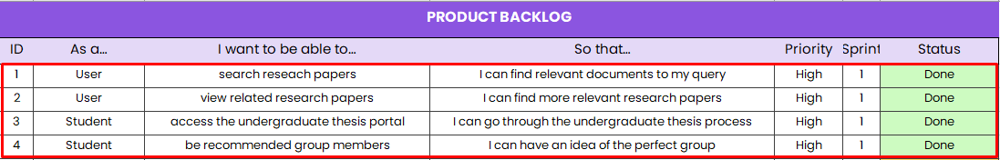 PRODUCT BACKLOG
ID As a... I want to be able to... So that... Priority Sprint Status
1 User search reseach papers I can find relevant documents to my query High 1 Done
2 User view related research papers I can find more relevant research papers High 1 Done
3 Student access the undergraduate thesis portal I can go through the undergraduate thesis process High 1 Done
4 Student be recommended group members I can have an idea of the perfect group High 1 Done